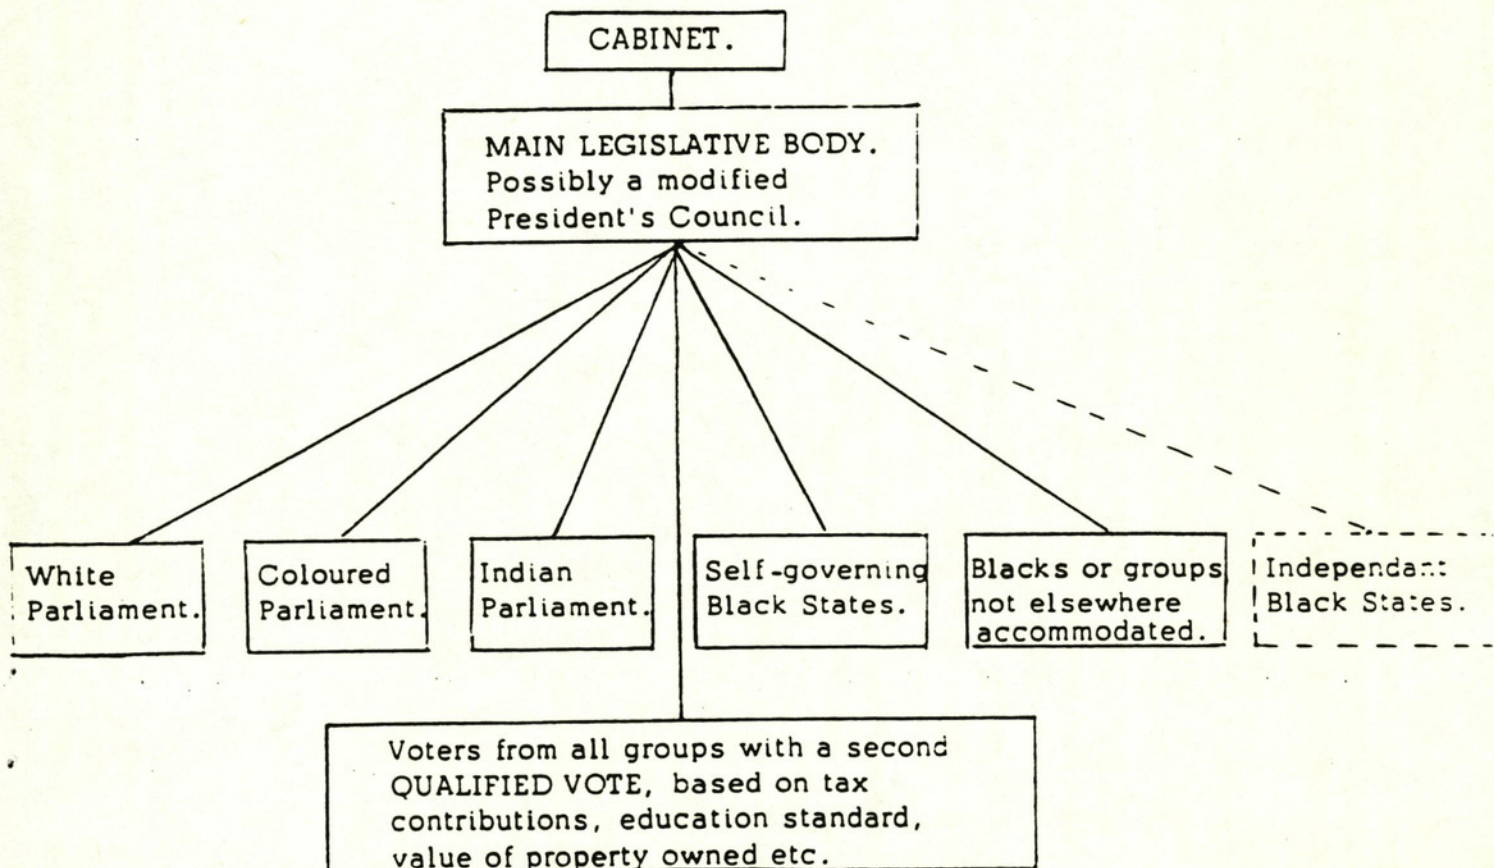 CABINET.
MAIN LEGISLATIVE BODY.
Possibly a modified
President's Council.
White
Parliament.
Coloured
Parliament.
Indian
Parliament.
Self-governing
Black States.
Blacks or groups
not elsewhere
accommodated.
Independant
Black States.
Voters from all groups with a second
QUALIFIED VOTE, based on tax
contributions, education standard,
value of property owned etc.